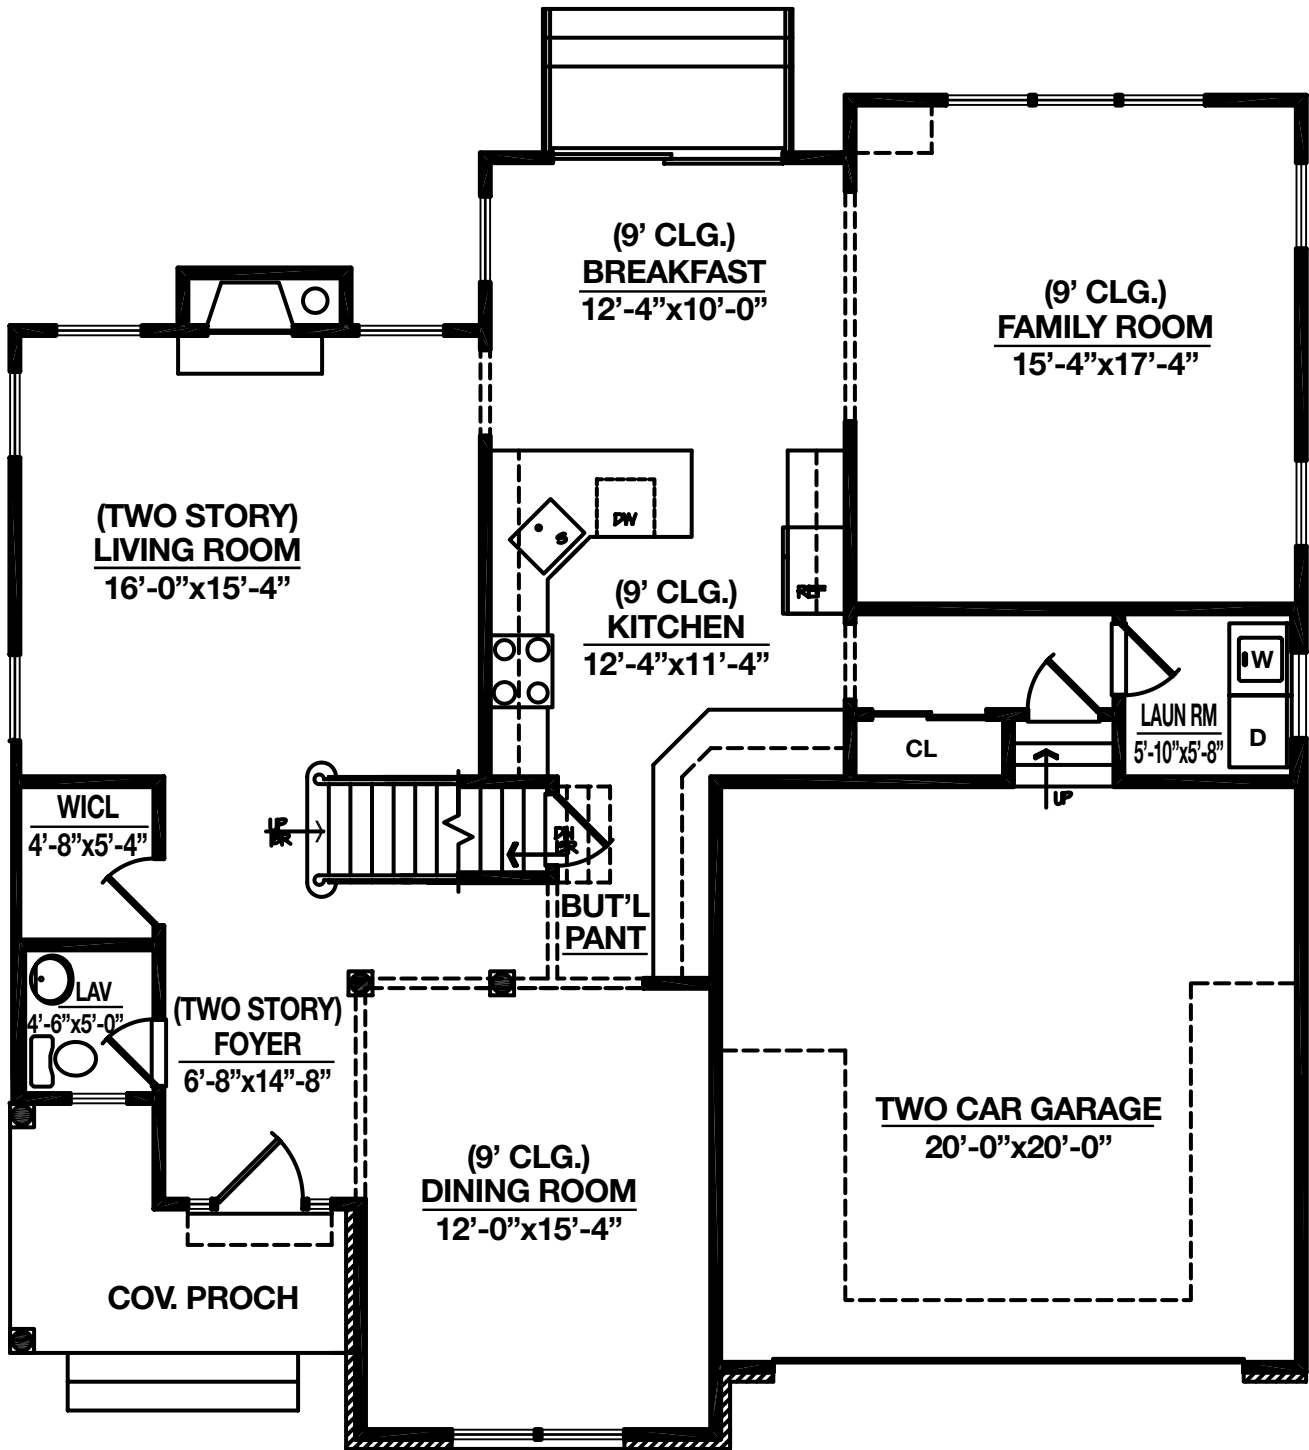 (9’ CLG.)
BREAKFAST
12’-4”x10’-0”
(9’ CLG.)
FAMILY ROOM
15’-4”x17’-4”
(TWO STORY)
LIVING ROOM
16’-0”x15’-4”
DW
S
REF
(9’ CLG.)
KITCHEN
12’-4”x11’-4”
W
D
LAUN RM
5’-10”x5’-8”
CL
UP
WICL
4’-8”x5’-4”
UP
DN
BUT’L
PANT
LAV
4’-6”x5’-0”
(TWO STORY)
FOYER
6’-8”x14”-8”
TWO CAR GARAGE
20’-0”x20’-0”
(9’ CLG.)
DINING ROOM
12’-0”x15’-4”
COV. PROCH